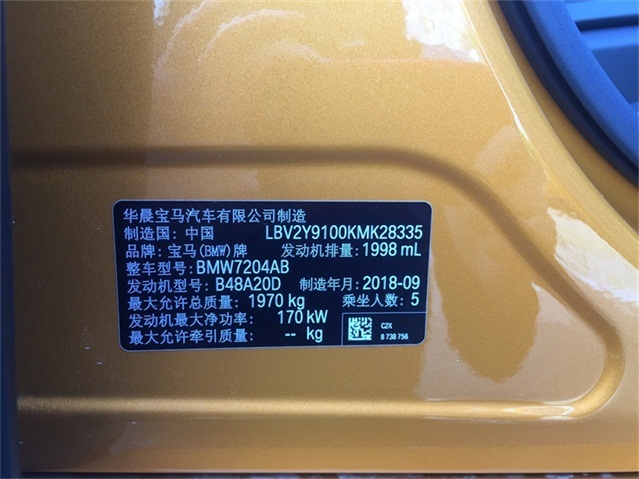 华晨宝马汽车有限公司制造
制造国: 中国 LBV2Y9100KMK28335
品牌: 宝马(BMW)牌 发动机排量: 1998 mL
整车型号: BMW7204AB
发动机型号: B48A20D 制造年月: 2018-09
最大允许总质量: 1970 kg 乘坐人数: 5
发动机最大净功率: 170 kW
最大允许牵引质量: -- kg
C2X
8 738 756